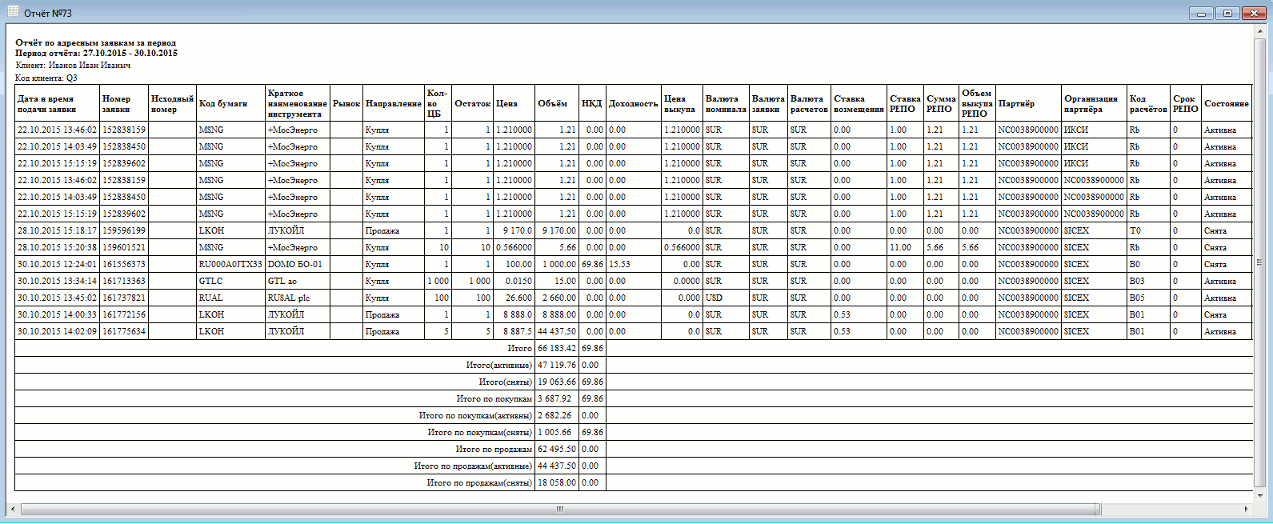 Отчёт №73
Отчёт по адресным заявкам за период
Период отчёта: 27.10.2015 - 30.10.2015
Клиент: Иванов Иван Иваныч
Код клиента: Q3
Дата и время подачи заявки Номер заявки Исходный номер Код бумаги Краткое наименование инструмента Рынок Направление Кол-во ЦБ Остаток Цена Объём НКД Доходность Цена выкупа Валюта номинала Валюта заявки Валюта расчетов Ставка возмещения Ставка РЕПО Сумма РЕПО Объем выкупа РЕПО Партнёр Организация партнёра Код расчётов Срок РЕПО Состояние
22.10.2015 13:46:02 152838159 MSNG +МосЭнерго Купля 1 1 1.210000 1.21 0.00 0.00 1.210000 SUR SUR SUR 0.00 1.00 1.21 1.21 NC0038900000 ИКСИ Rb 0 Активна
22.10.2015 14:03:49 152838450 MSNG +МосЭнерго Купля 1 1 1.210000 1.21 0.00 0.00 1.210000 SUR SUR SUR 0.00 1.00 1.21 1.21 NC0038900000 ИКСИ Rb 0 Активна
22.10.2015 15:15:19 152839602 MSNG +МосЭнерго Купля 1 1 1.210000 1.21 0.00 0.00 1.210000 SUR SUR SUR 0.00 1.00 1.21 1.21 NC0038900000 ИКСИ Rb 0 Активна
22.10.2015 13:46:02 152838159 MSNG +МосЭнерго Купля 1 1 1.210000 1.21 0.00 0.00 1.210000 SUR SUR SUR 0.00 1.00 1.21 1.21 NC0038900000 NC0038900000 Rb 0 Активна
22.10.2015 14:03:49 152838450 MSNG +МосЭнерго Купля 1 1 1.210000 1.21 0.00 0.00 1.210000 SUR SUR SUR 0.00 1.00 1.21 1.21 NC0038900000 NC0038900000 Rb 0 Активна
22.10.2015 15:15:19 152839602 MSNG +МосЭнерго Купля 1 1 1.210000 1.21 0.00 0.00 1.210000 SUR SUR SUR 0.00 1.00 1.21 1.21 NC0038900000 NC0038900000 Rb 0 Активна
28.10.2015 15:18:17 159596199 LKOH ЛУКОЙЛ Продажа 1 1 9 170.0 9 170.00 0.00 0.00 0.0 SUR SUR SUR 0.00 0.00 0.00 0.00 NC0038900000 SICEX T0 0 Снята
28.10.2015 15:20:38 159601521 MSNG +МосЭнерго Купля 10 10 0.566000 5.66 0.00 0.00 0.566000 SUR SUR SUR 0.00 11.00 5.66 5.66 NC0038900000 SICEX Rb 0 Снята
30.10.2015 12:24:01 161556373 RU000A0JTX33 DOMO БО-01 Купля 1 1 100.00 1 000.00 69.86 15.53 0.00 SUR SUR SUR 0.00 0.00 0.00 0.00 NC0038900000 SICEX B0 0 Снята
30.10.2015 13:34:14 161713363 GTLC GTL ао Купля 1 000 1 000 0.0150 15.00 0.00 0.00 0.0000 SUR SUR SUR 0.00 0.00 0.00 0.00 NC0038900000 SICEX B03 0 Активна
30.10.2015 13:45:02 161737821 RUAL RUSAL plc Купля 100 100 26.600 2 660.00 0.00 0.00 0.000 USD SUR SUR 0.00 0.00 0.00 0.00 NC0038900000 SICEX B05 0 Активна
30.10.2015 14:00:33 161772156 LKOH ЛУКОЙЛ Продажа 1 1 8 888.0 8 888.00 0.00 0.00 0.0 SUR SUR SUR 0.53 0.00 0.00 0.00 NC0038900000 SICEX B01 0 Снята
30.10.2015 14:02:09 161775634 LKOH ЛУКОЙЛ Продажа 5 5 8 887.5 44 437.50 0.00 0.00 0.0 SUR SUR SUR 0.53 0.00 0.00 0.00 NC0038900000 SICEX B01 0 Активна
Итого 66 183.42 69.86
Итого(активные) 47 119.76 0.00
Итого(сняты) 19 063.66 69.86
Итого по покупкам 3 687.92 69.86
Итого по покупкам(активны) 2 682.26 0.00
Итого по покупкам(сняты) 1 005.66 69.86
Итого по продажам 62 495.50 0.00
Итого по продажам(активные) 44 437.50 0.00
Итого по продажам(сняты) 18 058.00 0.00